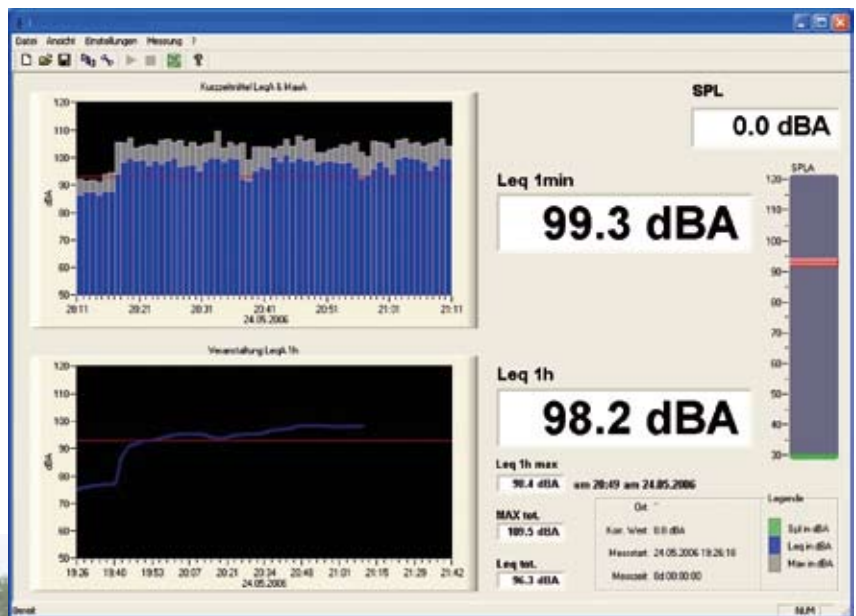 Datei Ansicht Einstellungen Messung ?
Kurzzeitmittel LeqA & MaxA
120
110
100
90
80
70
60
50
dBA
20:11 20:21 20:31 20:41 20:51 21:01 21:11
24.05.2006
Veranstaltung LeqA 1h
120
110
100
90
80
70
60
50
dBA
19:26 19:40 19:53 20:07 20:21 20:34 20:48 21:01 21:15 21:29 21:42
24.05.2006
SPL
0.0 dBA
Leq 1min
99.3 dBA
Leq 1h
98.2 dBA
Leq 1h max
98.4 dBA um 20:49 am 24.05.2006
MAX tot.
109.5 dBA
Leq tot.
96.3 dBA
Ort
Korr. Wert 0.0 dBA
Messstart 24.05.2006 19:26:18
Messzeit 0d 00:00:00
SPLA
120
110
100
90
80
70
60
50
40
30
Legende
Spl in dBA
Leq in dBA
Max in dBA
Bereit
NUM